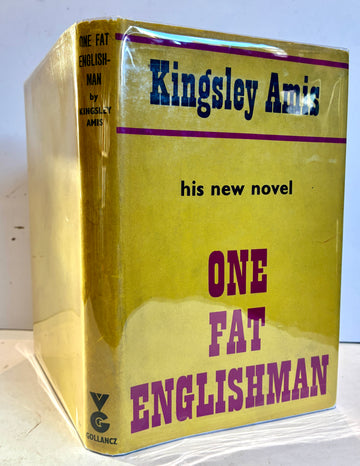 ONE FAT
ENGLISH-
MAN
by
KINGSLEY
AMIS
VG
GOLLANCZ
Kingsley Amis
his new novel
ONE
FAT
ENGLISHMAN